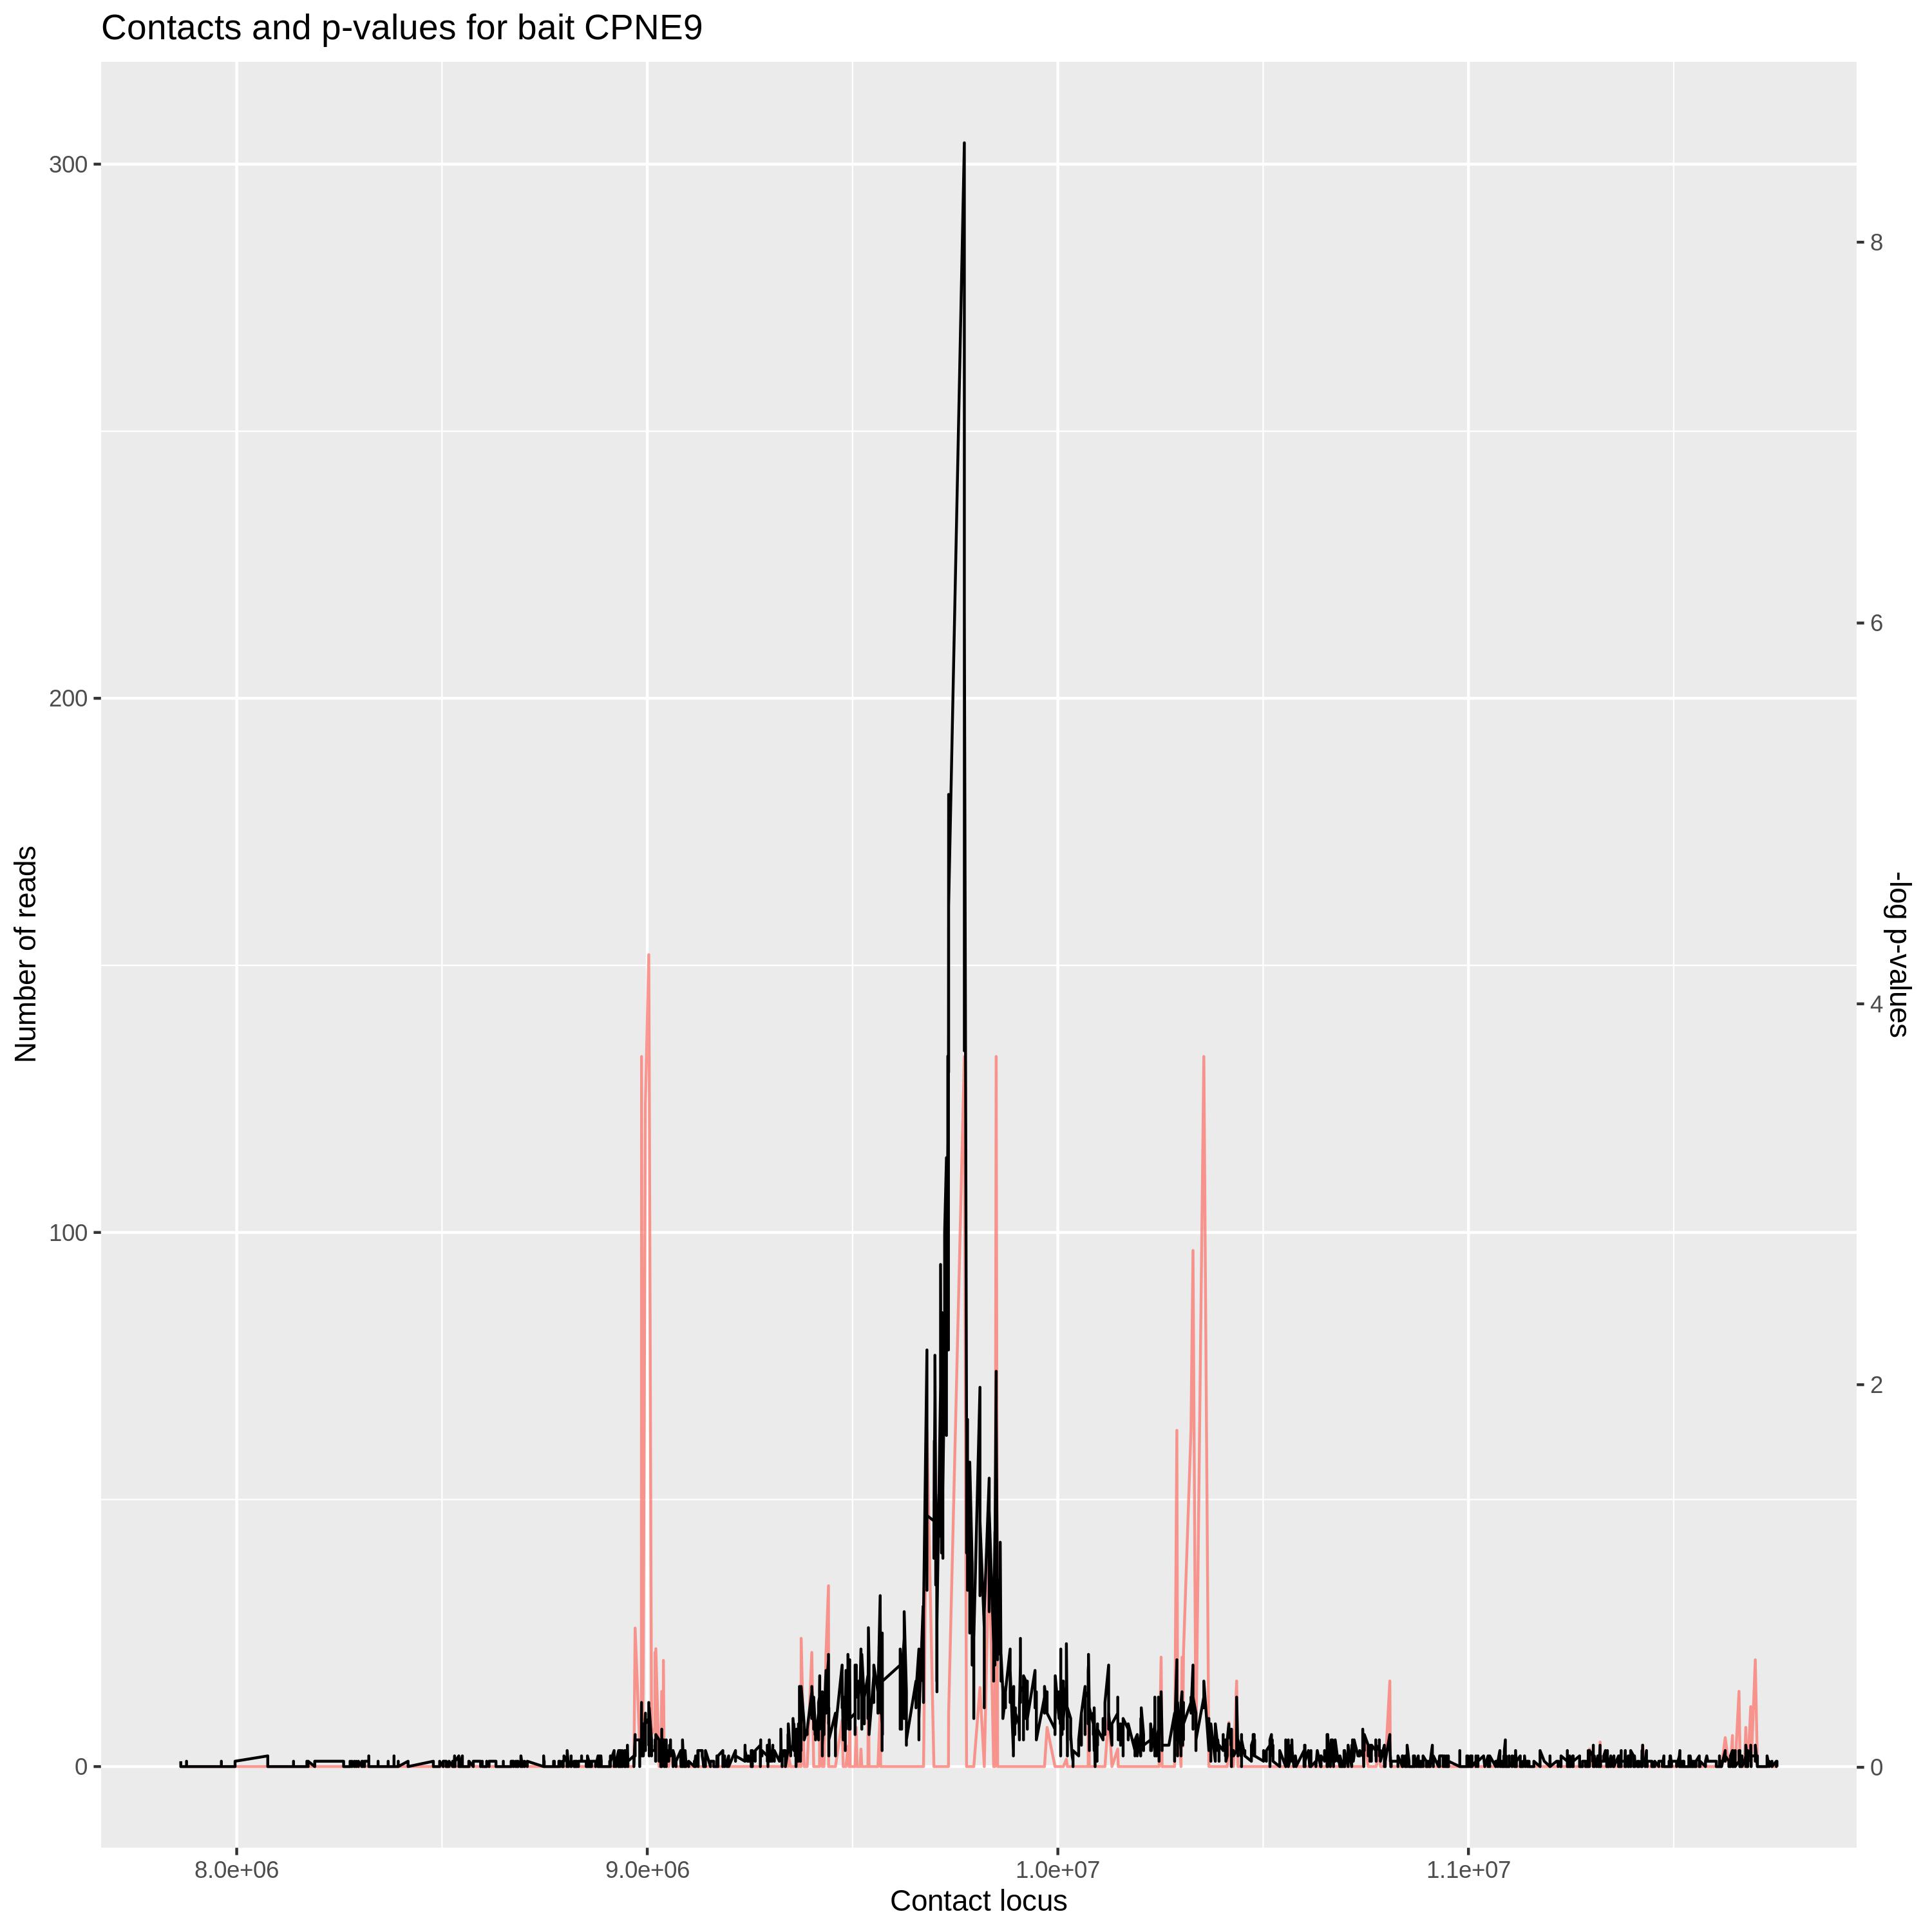 Contacts and p-values for bait CPNE9
300
200
100
0
Number of reads
8
6
4
2
0
-log p-values
8.0e+06
9.0e+06
1.0e+07
1.1e+07
Contact locus